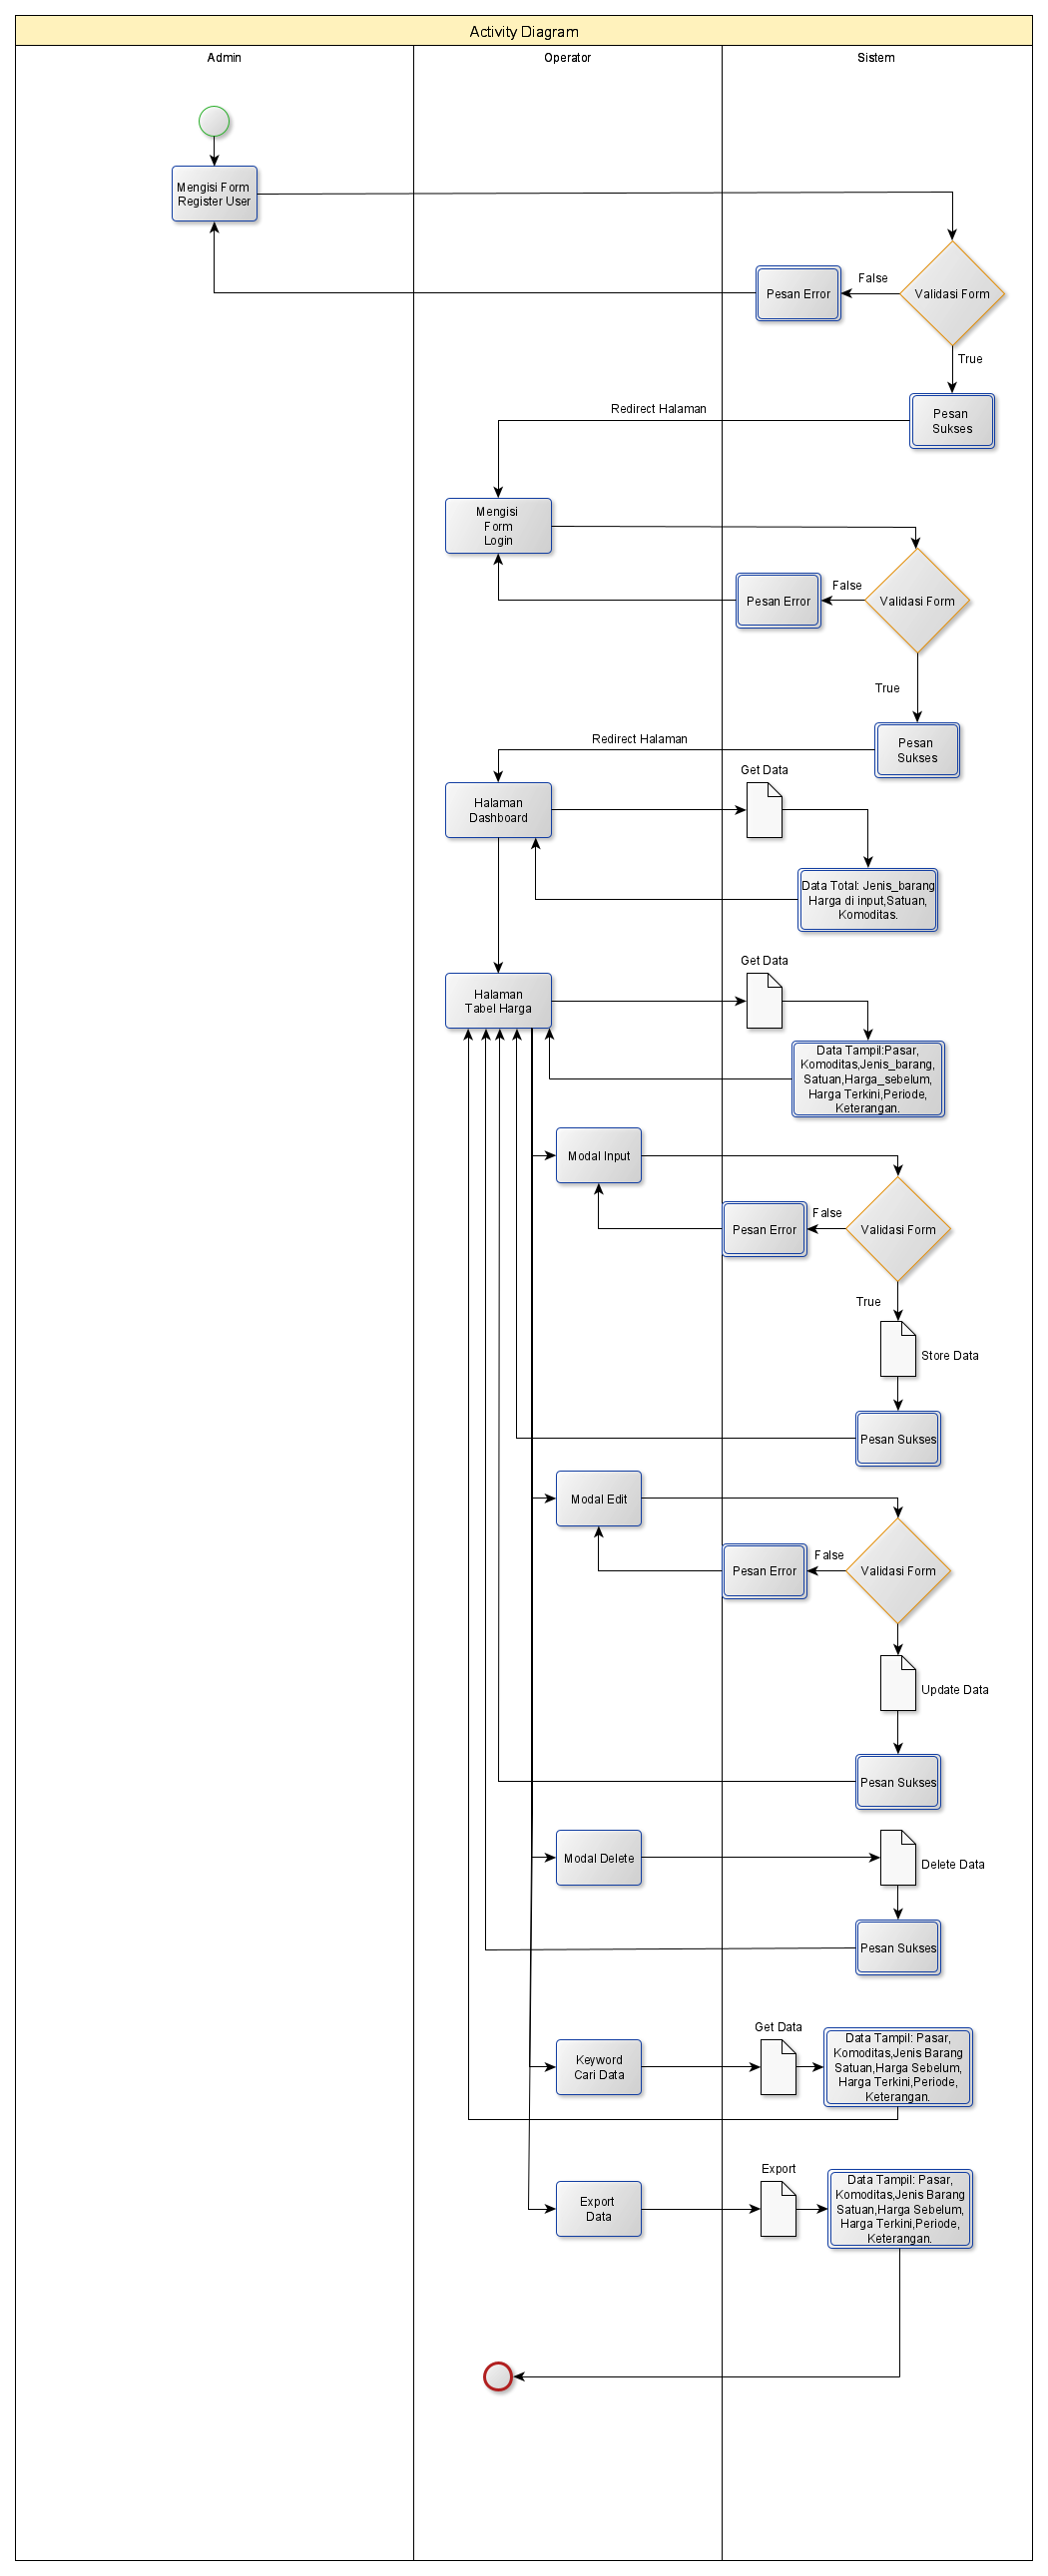 Activity Diagram
Admin
Operator
Sistem
Mengisi Form
Register User
False
Pesan Error
Validasi Form
True
Pesan
Sukses
Redirect Halaman
Mengisi
Form
Login
False
Pesan Error
Validasi Form
True
Pesan
Sukses
Redirect Halaman
Get Data
Halaman
Dashboard
Data Total: Jenis_barang
Harga di input,Satuan,
Komoditas.
Get Data
Halaman
Tabel Harga
Data Tampil:Pasar,
Komoditas,Jenis_barang,
Satuan,Harga_sebelum,
Harga Terkini,Periode,
Keterangan.
Modal Input
False
Pesan Error
Validasi Form
True
Store Data
Pesan Sukses
Modal Edit
False
Pesan Error
Validasi Form
Update Data
Pesan Sukses
Modal Delete
Delete Data
Pesan Sukses
Get Data
Keyword
Cari Data
Data Tampil: Pasar,
Komoditas,Jenis Barang
Satuan,Harga Sebelum,
Harga Terkini,Periode,
Keterangan.
Export
Export
Data
Data Tampil: Pasar,
Komoditas,Jenis Barang
Satuan,Harga Sebelum,
Harga Terkini,Periode,
Keterangan.